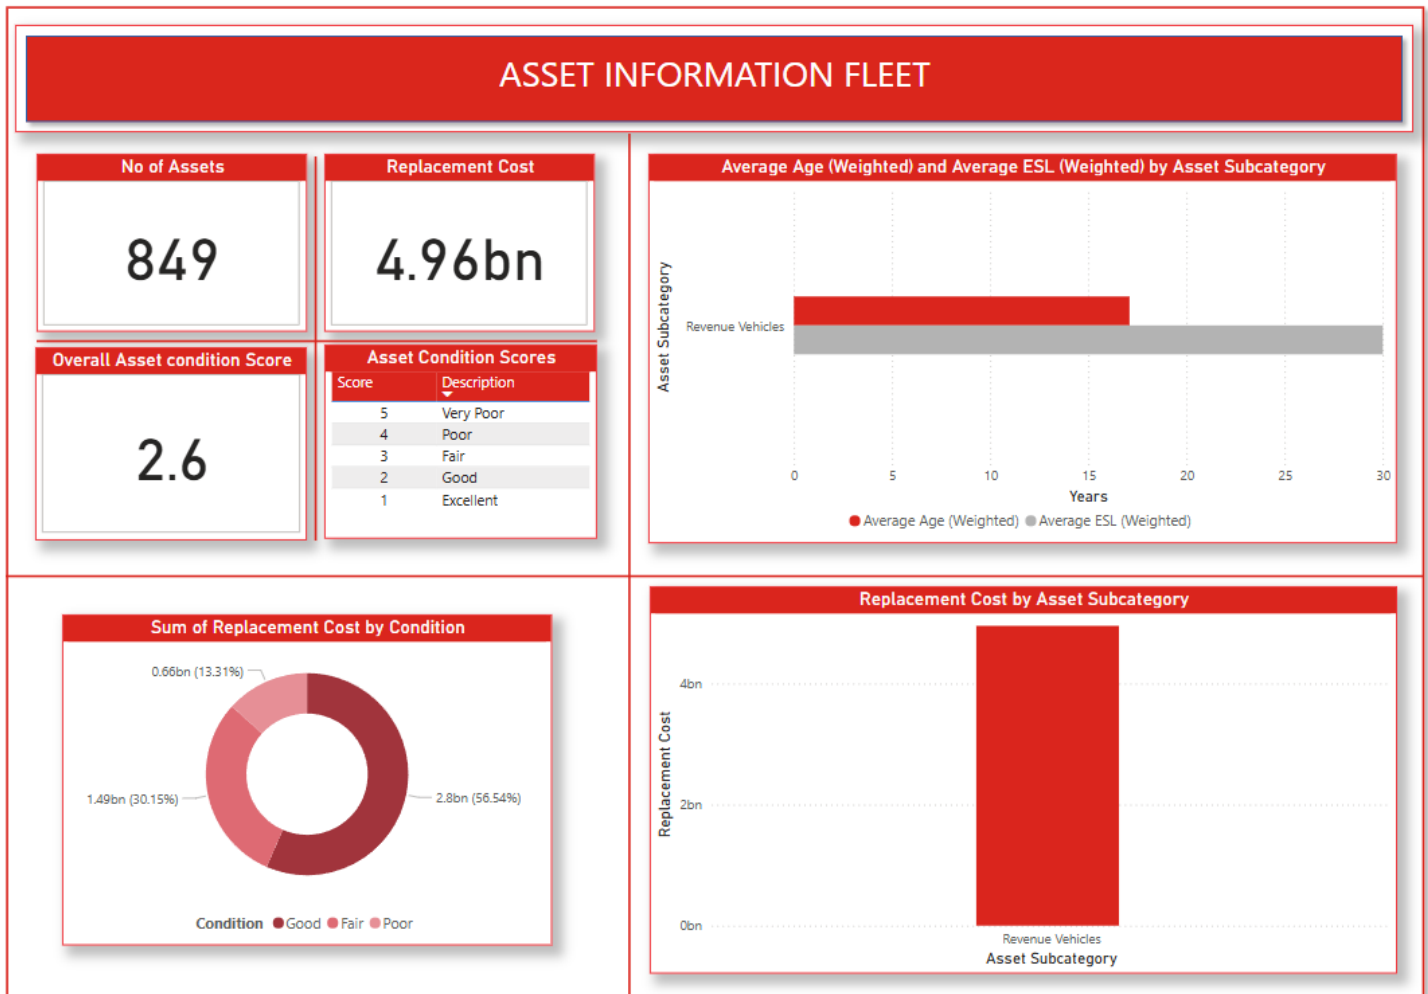 ASSET INFORMATION FLEET
No of Assets
849
Replacement Cost
4.96bn
Overall Asset condition Score
2.6
Asset Condition Scores
Score Description
5 Very Poor
4 Poor
3 Fair
2 Good
1 Excellent
Average Age (Weighted) and Average ESL (Weighted) by Asset Subcategory
Asset Subcategory
Revenue Vehicles
0 5 10 15 20 25 30
Years
Average Age (Weighted) Average ESL (Weighted)
Sum of Replacement Cost by Condition
0.66bn (13.31%)
1.49bn (30.15%)
2.8bn (56.54%)
Condition Good Fair Poor
Replacement Cost by Asset Subcategory
Replacement Cost
4bn
2bn
0bn
Revenue Vehicles
Asset Subcategory